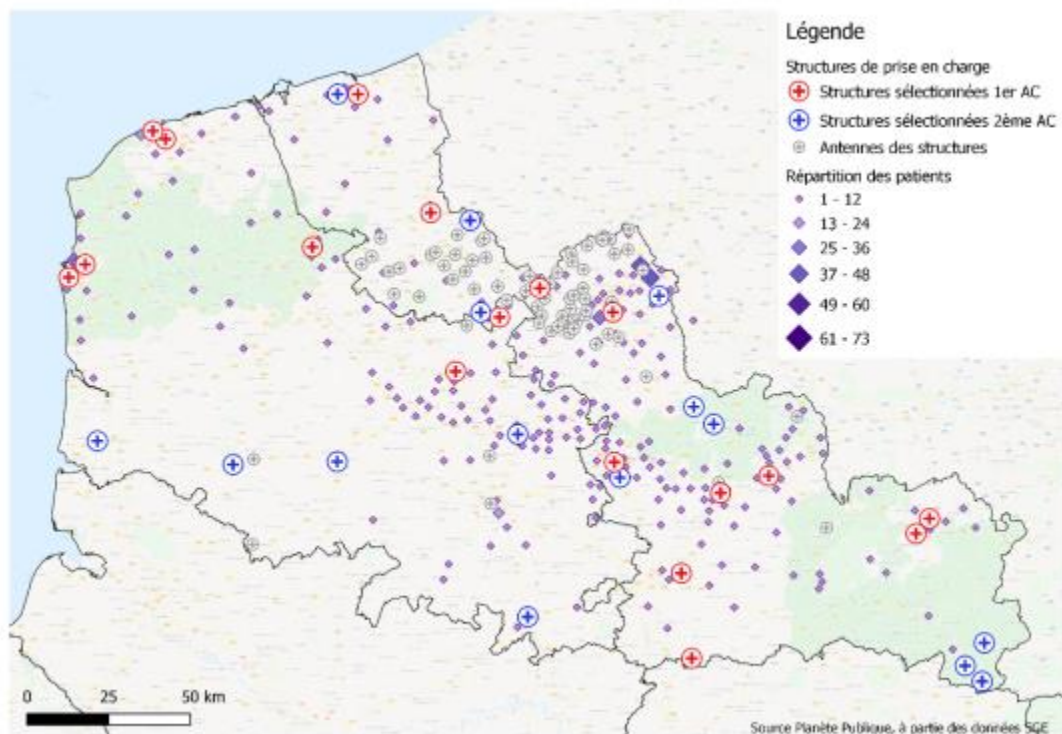 Légende
Structures de prise en charge
Structures sélectionnées 1er AC
Structures sélectionnées 2ème AC
Antennes des structures
Répartition des patients
1 - 12
13 - 24
25 - 36
37 - 48
49 - 60
61 - 73
0 25 50 km
Source Planète Publique, à partie des données SGE